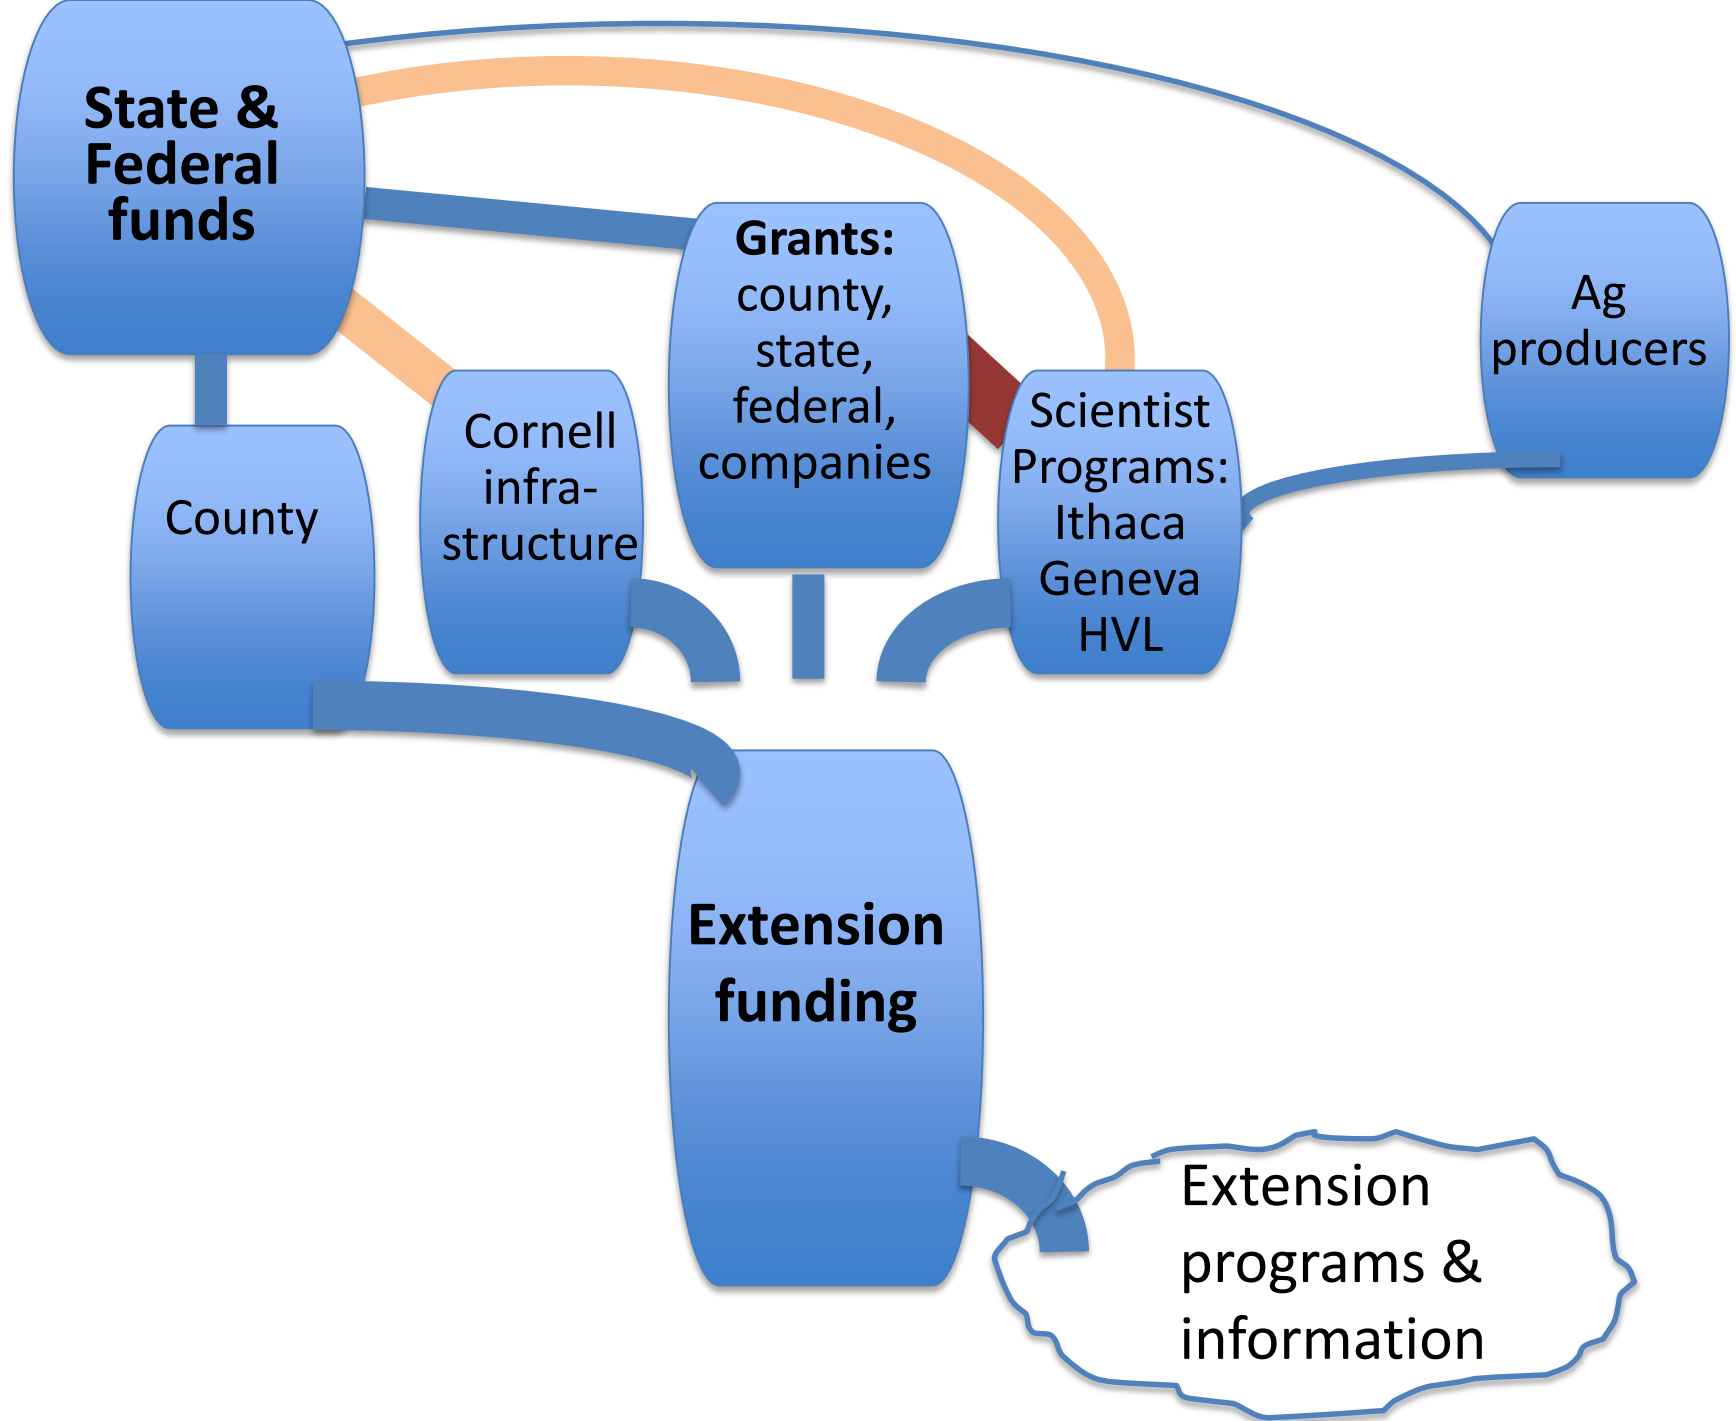 State &
Federal
funds
Grants:
county,
state,
federal,
companies
Ag
producers
Scientist
Programs:
Ithaca
Geneva
HVL
Cornell
infra-
structure
County
Extension
funding
Extension
programs &
information